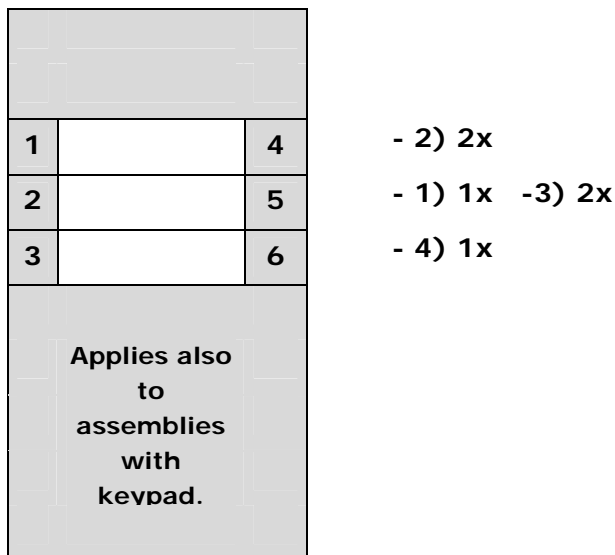 1 4 - 2) 2x
2 5 - 1) 1x -3) 2x
3 6 - 4) 1x
Applies also
to
assemblies
with
keypad.